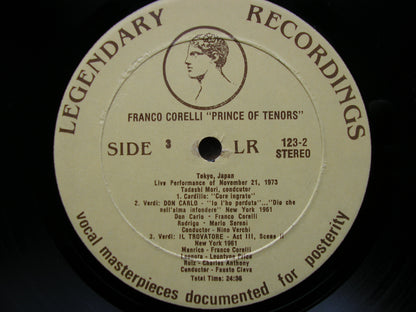 LEGENDARY RECORDINGS
FRANCO CORELLI "PRINCE OF TENORS"
SIDE 3 LR 123-2
STEREO
Tokyo, Japan
Live Performance of November 21, 1973
Tadashi Mori, condcutor
1. Cardillo: "Core Ingrato"
2. Verdi: DON CARLO - "Io l'ho perduta"..."Dio che
nell'alma infondere" New York 1961
Don Carlo - Franco Corelli
Rodrigo - Mario Sereni
Conductor - Nino Verchi
2. Verdi: IL TROVATORE - Act III, Scene ii
New York 1961
Manrico - Franco Corelli
Leonora - Leontyne Price
Ruiz - Charles Anthony
Conductor - Fausto Cleva
Total Time: 24:36
vocal masterpieces documented for posterity